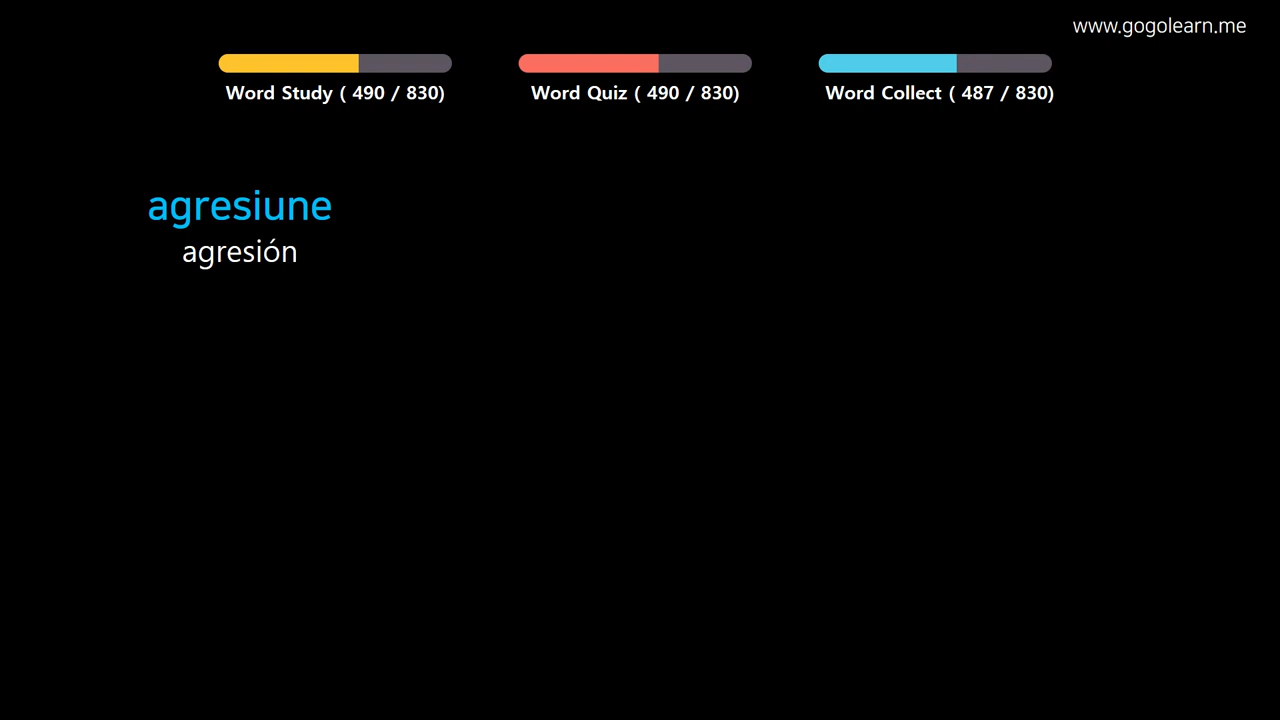 www.gogolearn.me
Word Study ( 490 / 830)
Word Quiz ( 490 / 830)
Word Collect ( 487 / 830)
agresiune
agresión